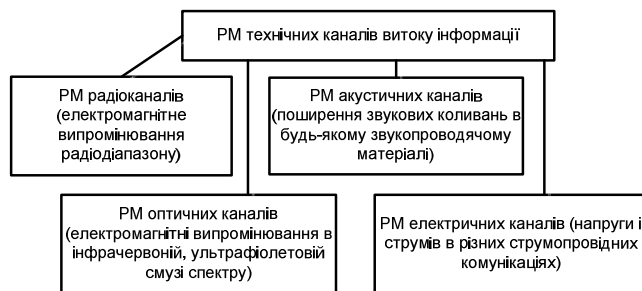 РМ технічних каналів витоку інформації
РМ радіоканалів
(електромагнітне
випромінювання
радіодіапазону)
РМ акустичних каналів
(поширення звукових коливань в
будь-якому звукопроводячому
матеріалі)
РМ оптичних каналів
(електромагнітні випромінювання в
інфрачервоній, ультрафіолетовій
смузі спектру)
РМ електричних каналів (напруги і
струмів в різних струмопровідних
комунікаціях)